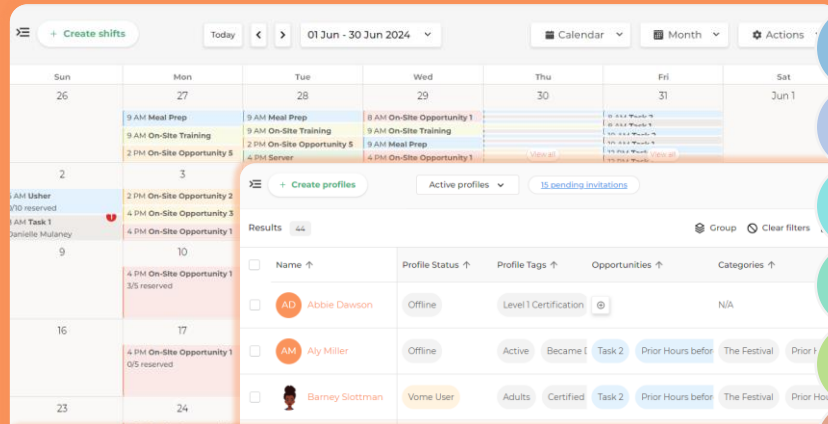 + Create shifts
Today
01 Jun - 30 Jun 2024
Calendar
Month
Actions
Sun Mon Tue Wed Thu Fri Sat
26 27 28 29 30 31 Jun 1
9 AM Meal Prep
9 AM On-Site Training
2 PM On-Site Opportunity 5
9 AM Meal Prep
9 AM On-Site Training
2 PM On-Site Opportunity 5
4 PM Server
8 AM On-Site Opportunity 1
9 AM On-Site Training
9 AM Meal Prep
4 PM On-Site Opportunity 1
View all
View all
2 3
AM Usher
0/10 reserved
AM Task 1
Danielle Mulaney
2 PM On-Site Opportunity 2
4 PM On-Site Opportunity 3
4 PM On-Site Opportunity 1
9 10
4 PM On-Site Opportunity 1
3/5 reserved
16 17
4 PM On-Site Opportunity 1
0/5 reserved
23 24
+ Create profiles
Active profiles
15 pending invitations
Results 44
Group
Clear filters
Name ↑ Profile Status ↑ Profile Tags ↑ Opportunities ↑ Categories ↑
AD Abbie Dawson Offline Level 1 Certification N/A
AM Aly Miller Offline Active Became Task 2 Prior Hours befor The Festival Prior
Barney Slottman Vome User Adults Certified Task 2 Prior Hours befor The Festival Prior Hou